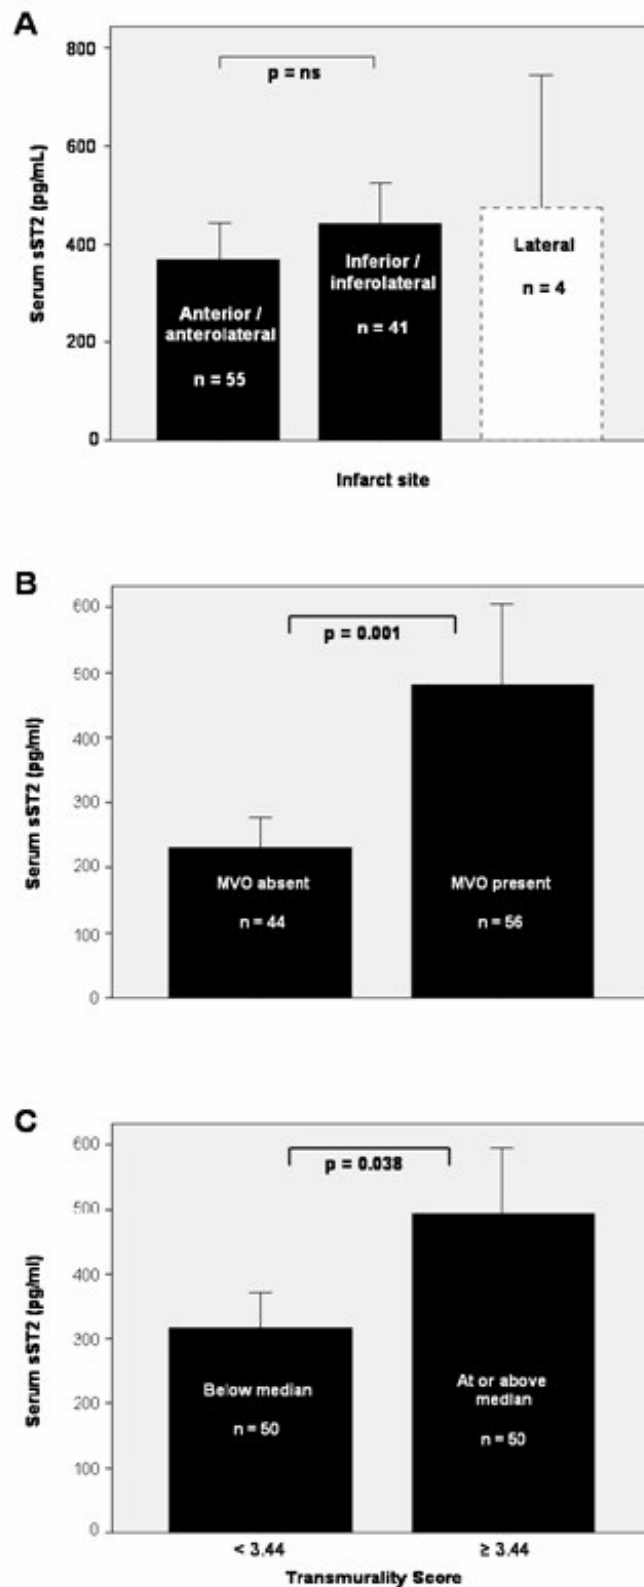 A
800
600
400
200
0
Serum sST2 (pg/mL)
p = ns
Anterior /
anterolateral
n = 55
Inferior /
inferolateral
n = 41
Lateral
n = 4
Infarct site
B
600
500
400
300
200
100
0
Serum sST2 (pg/ml)
p = 0.001
MVO absent
n = 44
MVO present
n = 56
C
600
500
400
300
200
100
0
Serum sST2 (pg/ml)
p = 0.038
Below median
n = 50
At or above
median
n = 50
< 3.44
≥ 3.44
Transmurality Score